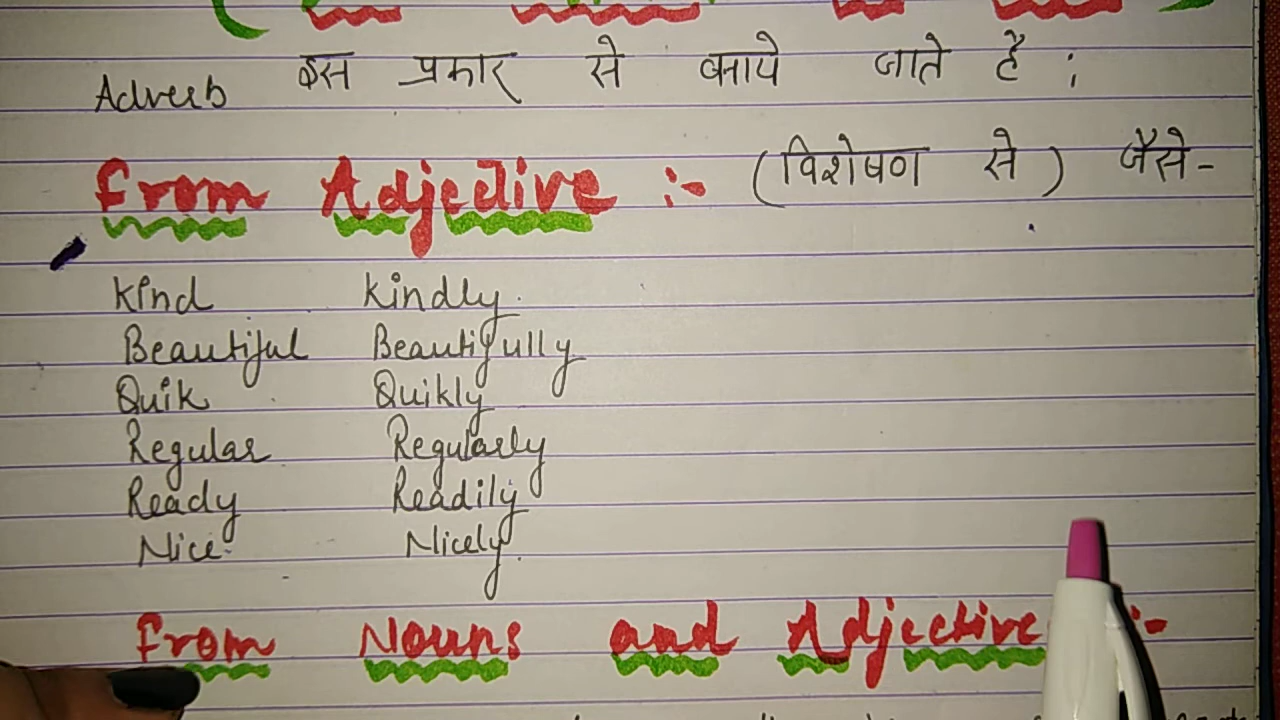 Adverb इस प्रकार से बनाये जाते हैं ;
from Adjective :- (विशेषण से) जैसे-
Kind Kindly.
Beautiful Beautifully
Quik Quikly
Regular Regularly
Ready Readily
Nice. Nicely.
from Nouns and Adjective :-